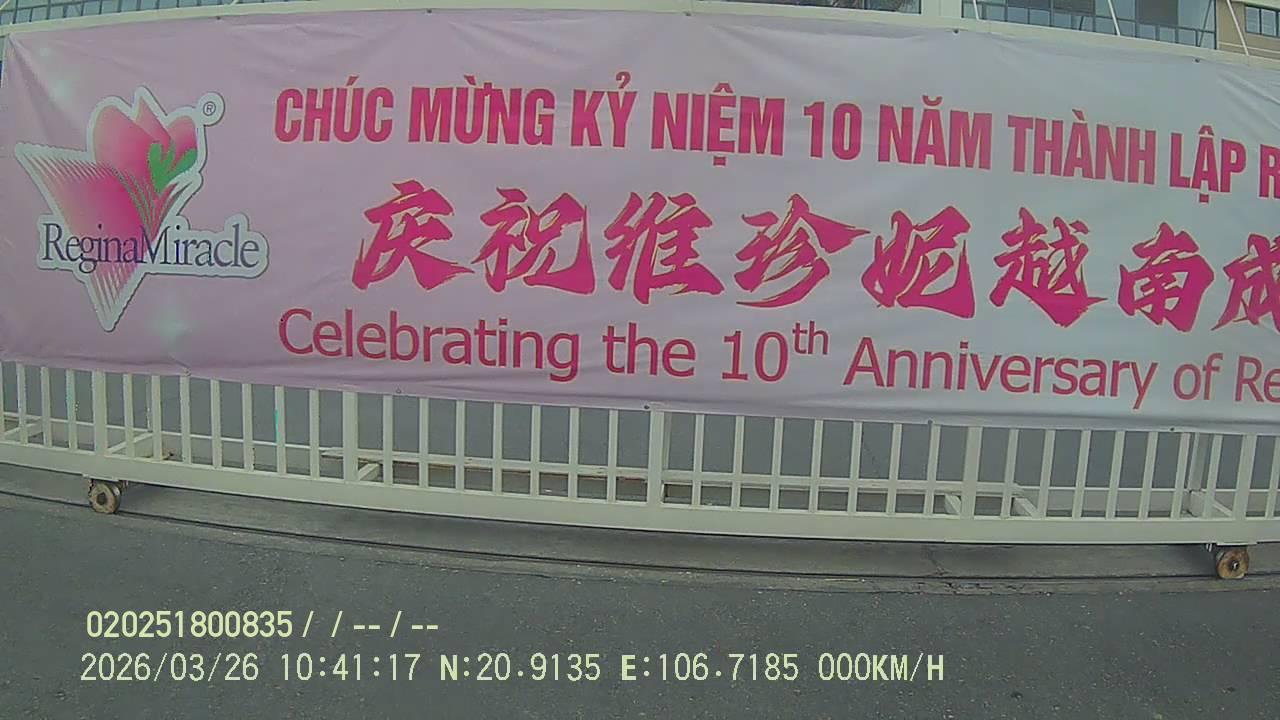 ®
ReginaMiracle
CHÚC MỪNG KỶ NIỆM 10 NĂM THÀNH LẬP R
庆祝维珍妮越南成
Celebrating the 10th Anniversary of Re
020251800835 / / -- / --
2026/03/26 10:41:17 N:20.9135 E:106.7185 000KM/H